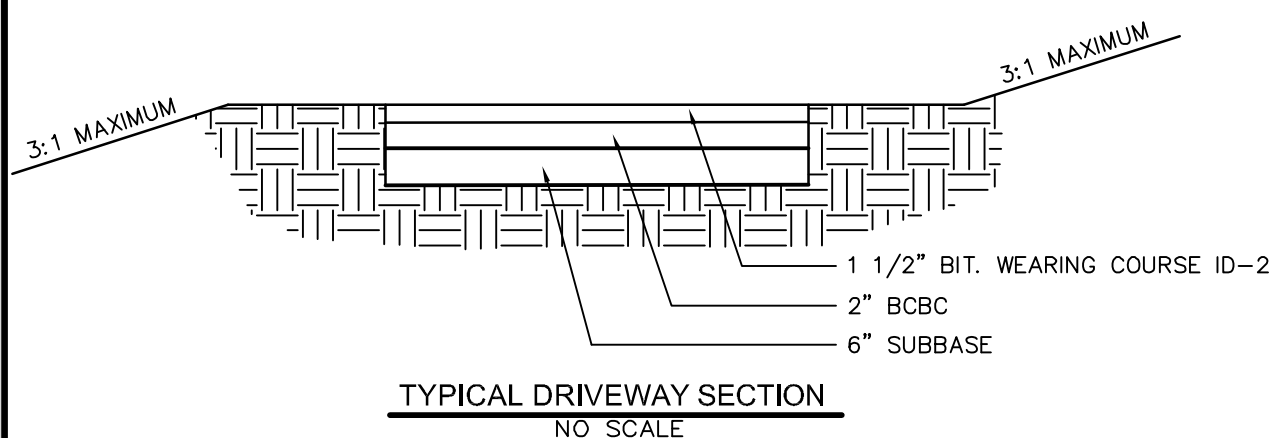 3:1 MAXIMUM
3:1 MAXIMUM
1 1/2" BIT. WEARING COURSE ID-2
2" BCBC
6" SUBBASE
TYPICAL DRIVEWAY SECTION
NO SCALE